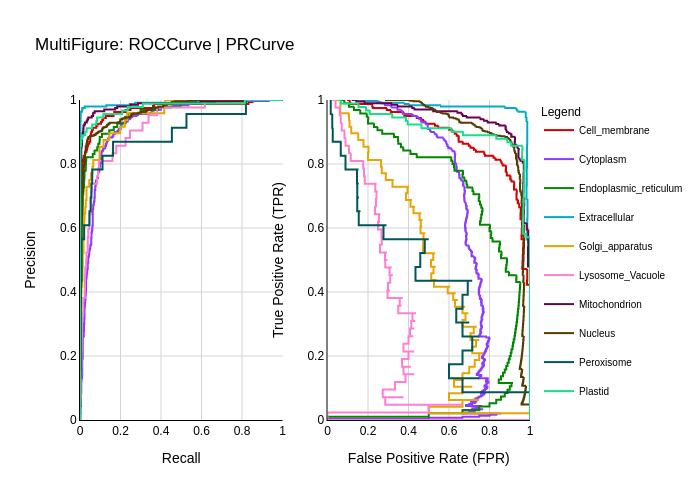 MultiFigure: ROCCurve | PRCurve
Precision
1
0.8
0.6
0.4
0.2
0
0
0.2
0.4
0.6
0.8
1
Recall
True Positive Rate (TPR)
1
0.8
0.6
0.4
0.2
0
0
0.2
0.4
0.6
0.8
1
False Positive Rate (FPR)
Legend
Cell_membrane
Cytoplasm
Endoplasmic_reticulum
Extracellular
Golgi_apparatus
Lysosome_Vacuole
Mitochondrion
Nucleus
Peroxisome
Plastid